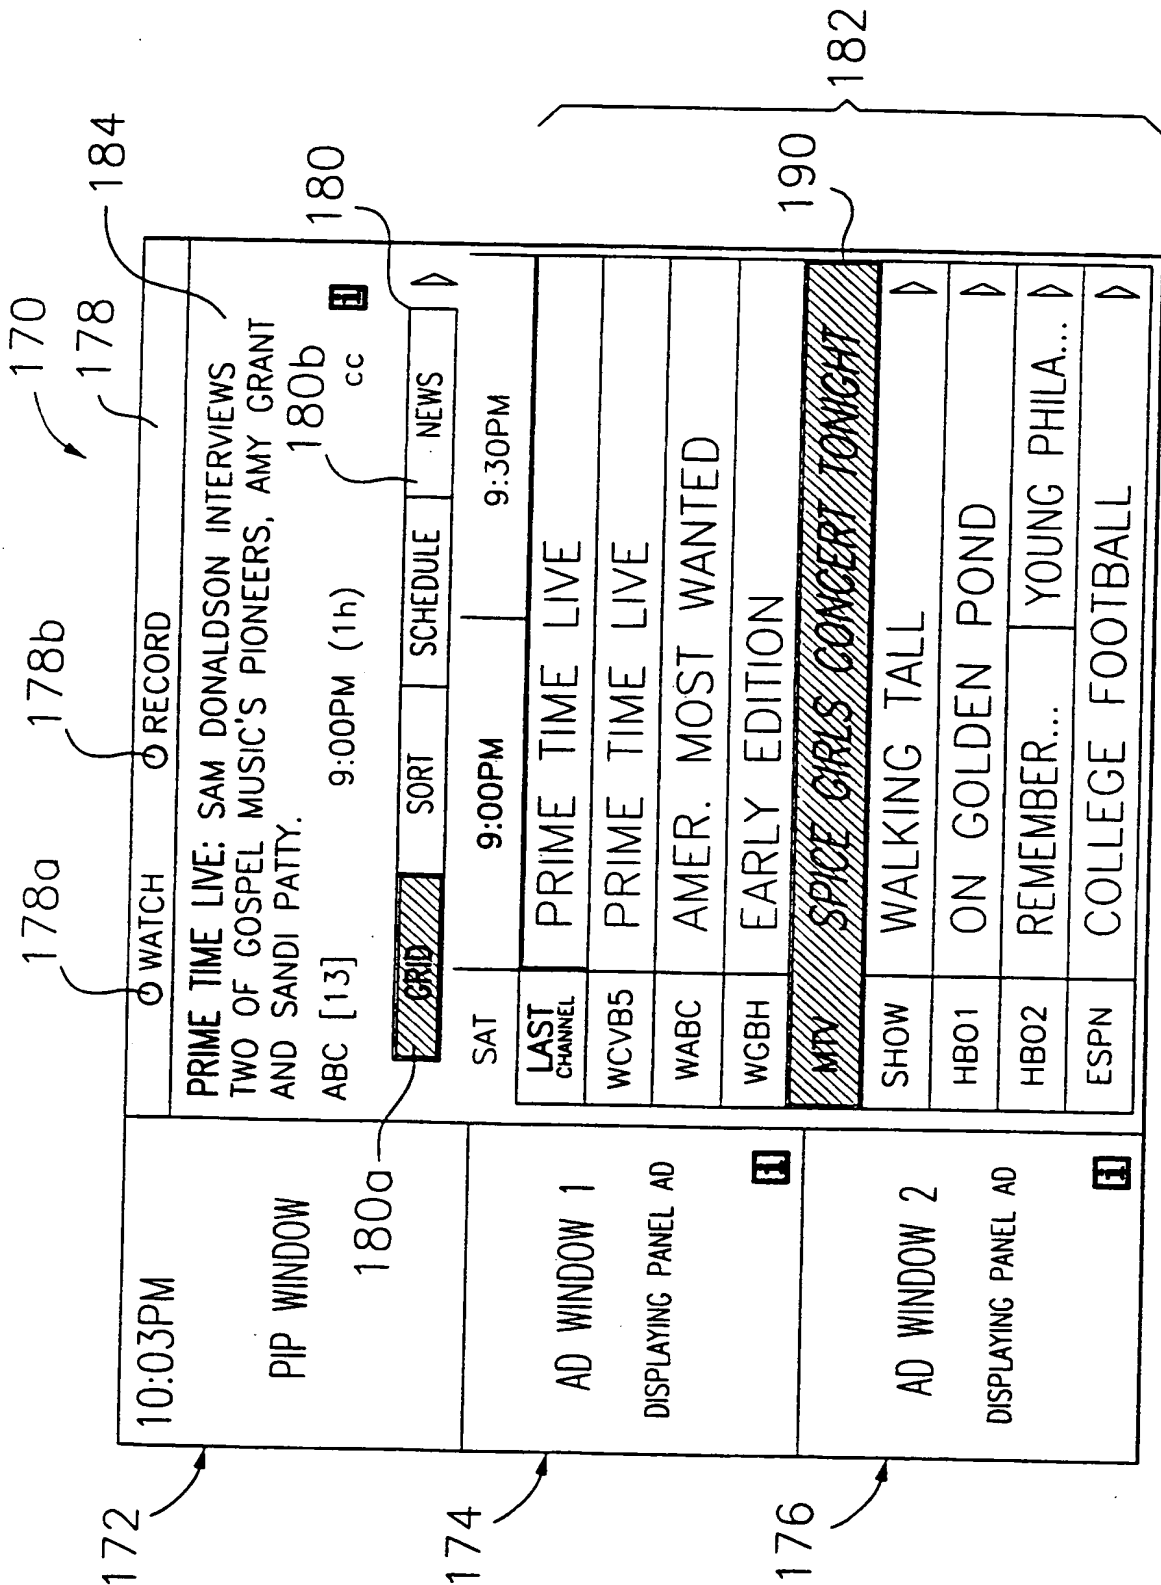 170
178
184
178a
178b
WATCH
RECORD
10:03PM
PIP WINDOW
172
PRIME TIME LIVE: SAM DONALDSON INTERVIEWS
TWO OF GOSPEL MUSIC'S PIONEERS, AMY GRANT
AND SANDI PATTY.
ABC [13] 9:00PM (1h) CC i
180b
180
180a
GRID SORT SCHEDULE NEWS
SAT 9:00PM 9:30PM
LAST CHANNEL PRIME TIME LIVE
WCVB5 PRIME TIME LIVE
WABC AMER. MOST WANTED
WGBH EARLY EDITION
MTV SPICE GIRLS CONCERT TONIGHT
SHOW WALKING TALL
HBO1 ON GOLDEN POND
HBO2 REMEMBER... YOUNG PHILA...
ESPN COLLEGE FOOTBALL
190
182
174
AD WINDOW 1
DISPLAYING PANEL AD
i
176
AD WINDOW 2
DISPLAYING PANEL AD
i